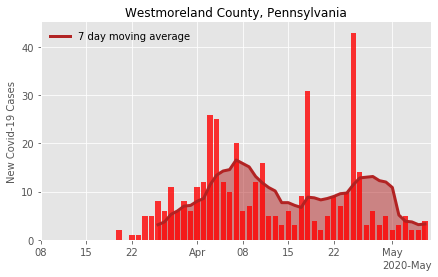 Westmoreland County, Pennsylvania
7 day moving average
New Covid-19 Cases
40
30
20
10
0
08 15 22 Apr 08 15 22 May
2020-May